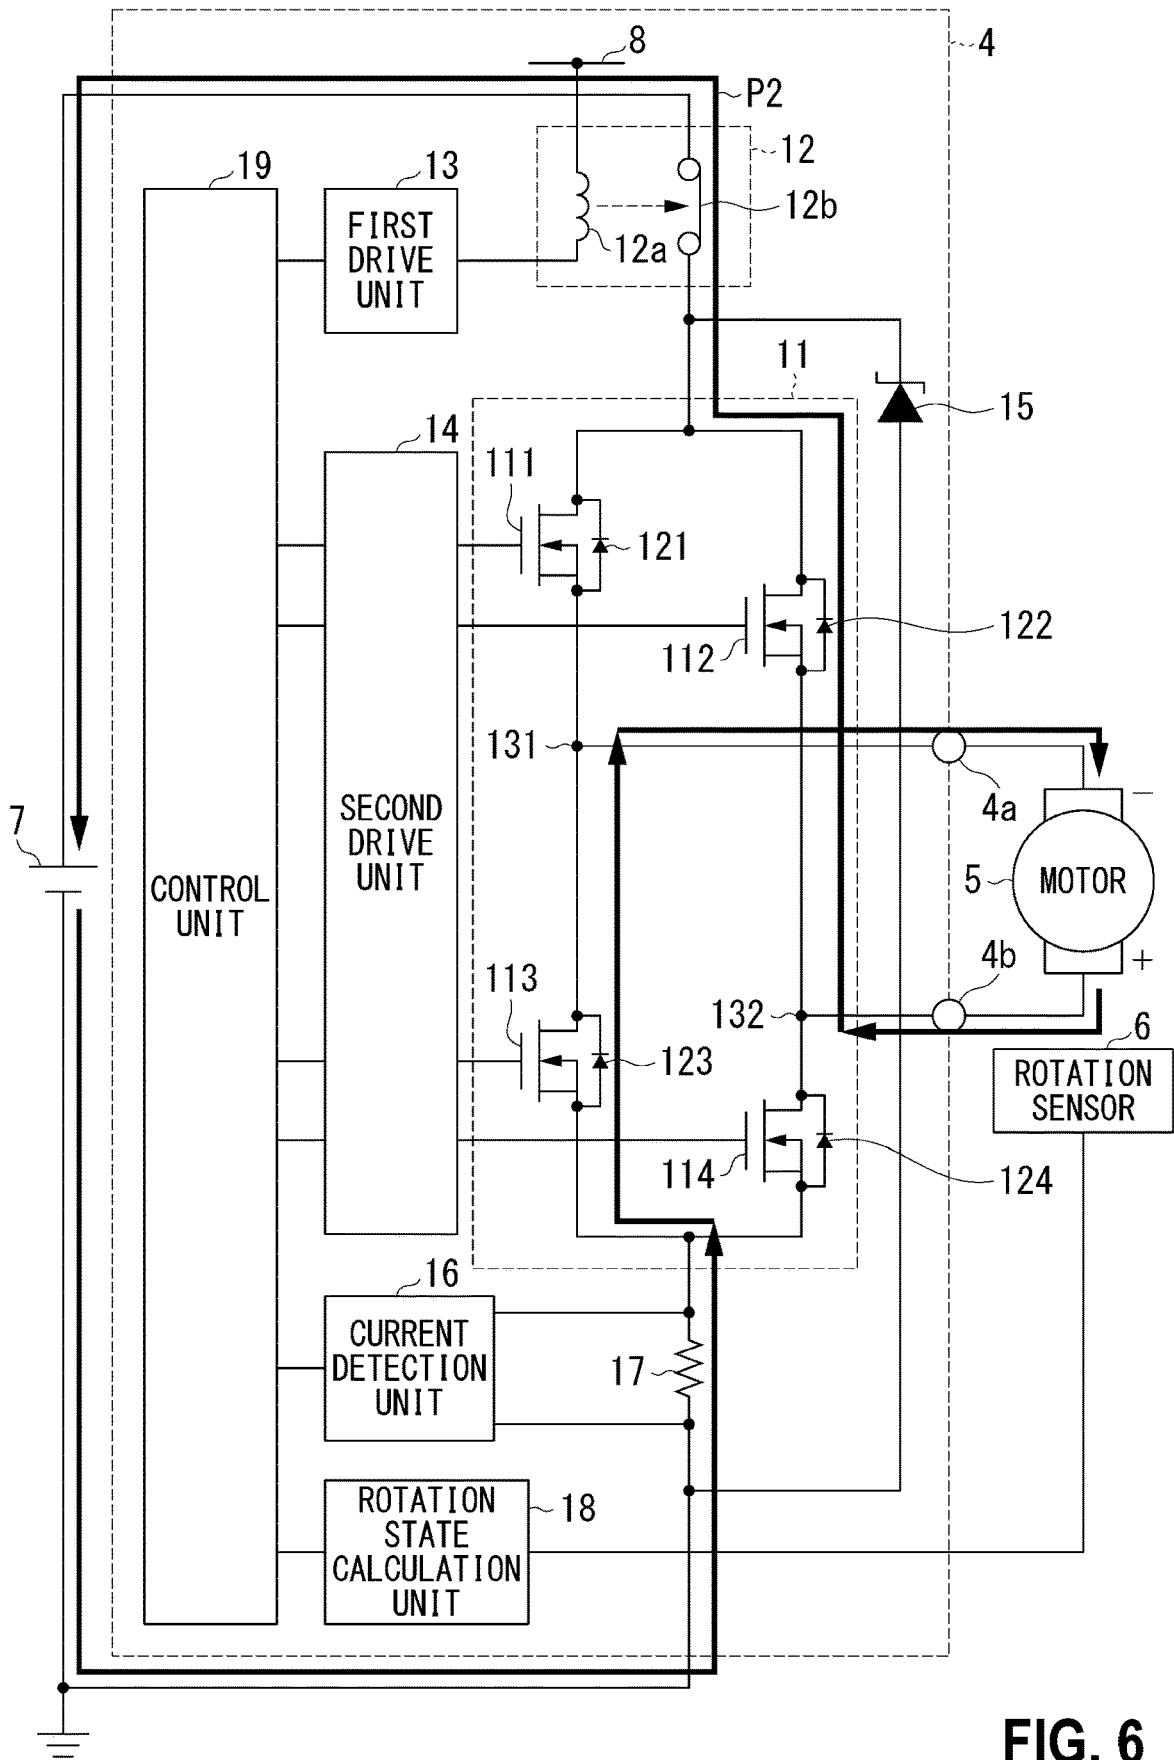 8
4
P2
12
19
13
12b
FIRST
DRIVE
UNIT
12a
11
15
14
111
121
122
112
131
4a
−
SECOND
DRIVE
UNIT
7
CONTROL
UNIT
5
MOTOR
4b
+
113
132
6
123
ROTATION
SENSOR
114
124
16
CURRENT
DETECTION
UNIT
17
ROTATION
STATE
CALCULATION
UNIT
18
FIG. 6